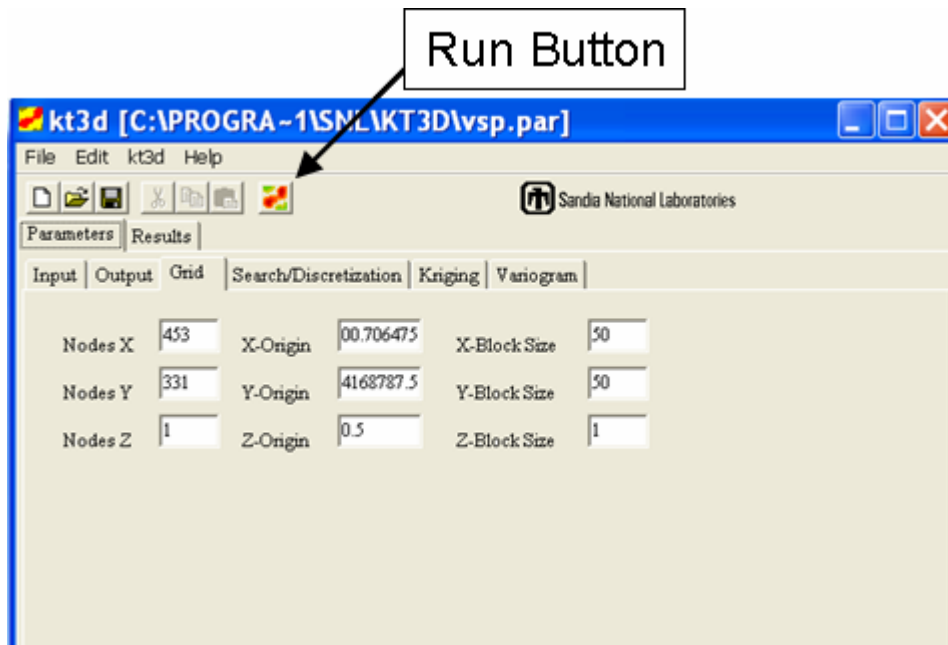 Run Button
kt3d [C:\PROGRA~1\SNL\KT3D\vsp.par]
File Edit kt3d Help
Sandia National Laboratories
Parameters Results
Input Output Grid Search/Discretization Kriging Variogram
Nodes X 453 X-Origin 00.706475 X-Block Size 50
Nodes Y 331 Y-Origin 4168787.5 Y-Block Size 50
Nodes Z 1 Z-Origin 0.5 Z-Block Size 1